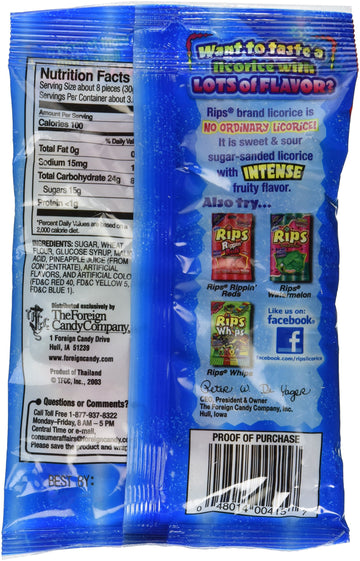 Nutrition Facts
Serving Size about 8 pieces (30g
Servings Per Container about 3.
Amount Per Serving
Calories 100
% Daily Val
Total Fat 0g
Sodium 15mg
Total Carbohydrate 24g 8
Sugars 15g
Protein <1g
*Percent Daily Values are based on a
2,000 calorie diet.
INGREDIENTS: SUGAR, WHEAT
FLOUR, GLUCOSE SYRUP,
ACID, PINEAPPLE JUICE (FROM
CONCENTRATE), ARTIFICIAL
FLAVORS, AND ARTIFICIAL COLO
(FD&C RED 40, FD&C YELLOW 5,
FD&C BLUE 1).
Distributed exclusively by
The Foreign
Candy Company,
1 Foreign Candy Drive
Hull, IA 51239
www.foreigncandy.com
Product of Thailand
© TFCC, Inc., 2003
Questions or Comments?
Call Toll Free 1-877-937-8322
Monday-Friday, 8 AM – 5 PM
Central Time or e-mail,
consumeraffairs@foreigncandy.c
Please save the product and wrap
BEST BY:
Want to taste a
licorice with
LOTS of FLAVOR?
Rips® brand licorice is
NO ORDINARY LICORICE!
It is sweet & sour
sugar-sanded licorice
with INTENSE
fruity flavor.
Also try...
RIPS
Rippin'
RIPS
Rips® Rippin'
Reds
Rips®
Watermelon
RIPS
Whips
Rips® Whips
Like us on:
facebook®
f
facebook.com/ripslicorice
Peter W. De Yager
CEO, President & Owner
The Foreign Candy Company, Inc.
Hull, Iowa
PROOF OF PURCHASE
0 48014 00415 7